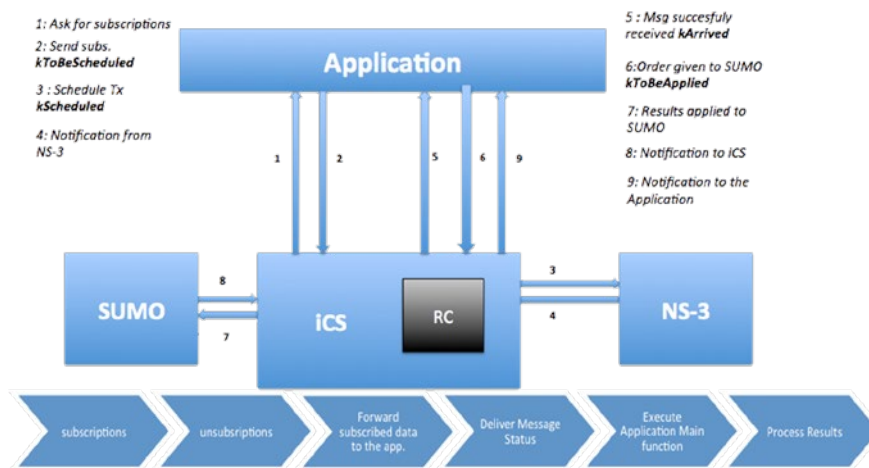 1: Ask for subscriptions
2: Send subs.
kToBeScheduled
3 : Schedule Tx
kScheduled
4: Notification from
NS-3
Application
5 : Msg succesfuly
received kArrived
6:Order given to SUMO
kToBeApplied
7: Results applied to
SUMO
8: Notification to iCS
9: Notification to the
Application
1
2
5
6
9
SUMO
8
7
iCS
RC
3
4
NS-3
subscriptions
unsubsriptions
Forward
subscribed data
to the app.
Deliver Message
Status
Execute
Application Main
function
Process Results